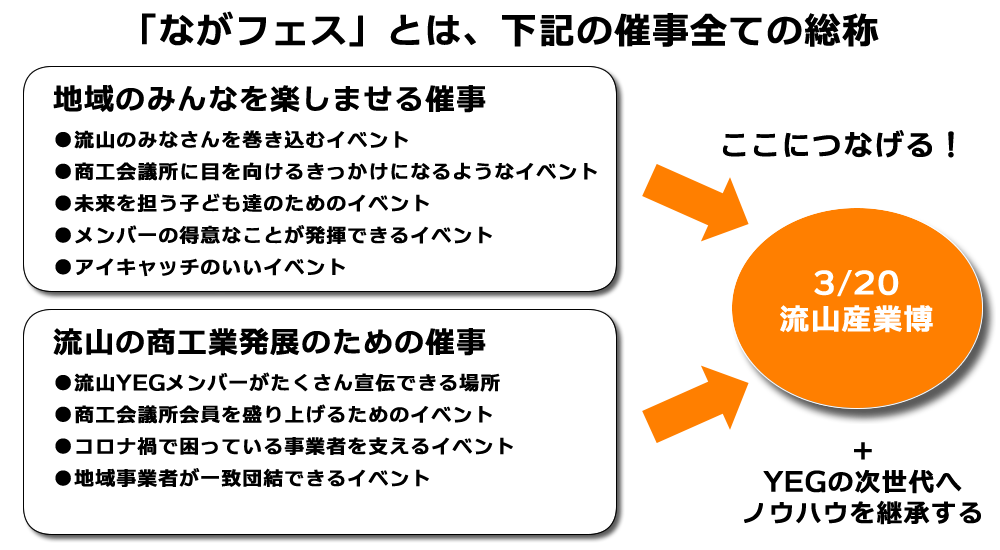 「ながフェス」とは、下記の催事全ての総称
地域のみんなを楽しませる催事
●流山のみなさんを巻き込むイベント
●商工会議所に目を向けるきっかけになるようなイベント
●未来を担う子ども達のためのイベント
●メンバーの得意なことが発揮できるイベント
●アイキャッチのいいイベント
流山の商工業発展のための催事
●流山YEGメンバーがたくさん宣伝できる場所
●商工会議所会員を盛り上げるためのイベント
●コロナ禍で困っている事業者を支えるイベント
●地域事業者が一致団結できるイベント
ここにつなげる！
3/20
流山産業博
＋
YEGの次世代へ
ノウハウを継承する